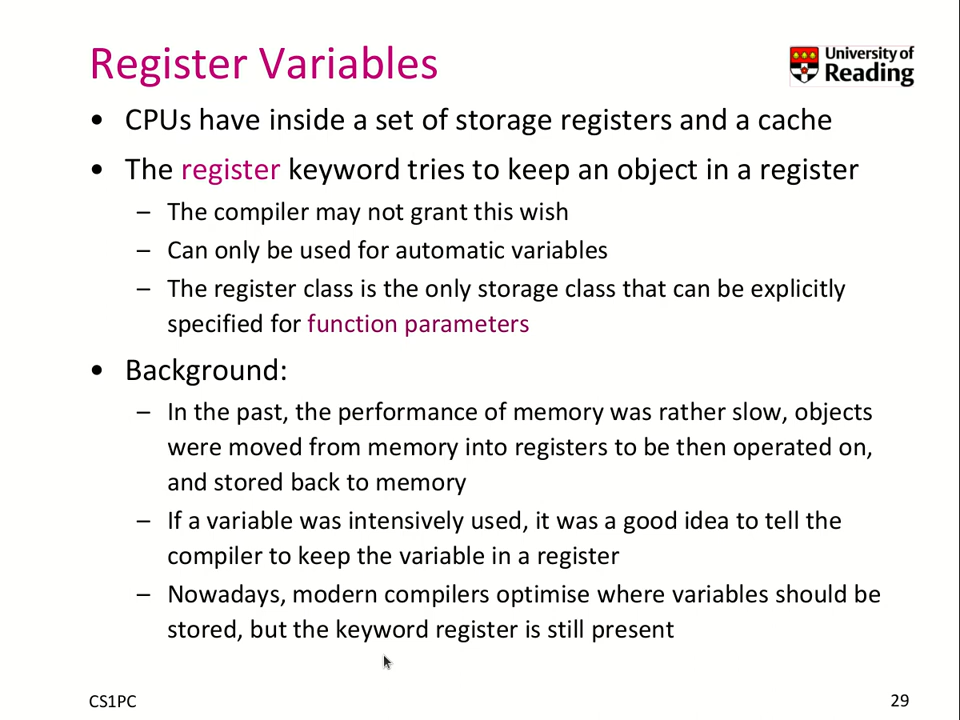 Register Variables
University of
Reading
• CPUs have inside a set of storage registers and a cache
• The register keyword tries to keep an object in a register
– The compiler may not grant this wish
– Can only be used for automatic variables
– The register class is the only storage class that can be explicitly
specified for function parameters
• Background:
– In the past, the performance of memory was rather slow, objects
were moved from memory into registers to be then operated on,
and stored back to memory
– If a variable was intensively used, it was a good idea to tell the
compiler to keep the variable in a register
– Nowadays, modern compilers optimise where variables should be
stored, but the keyword register is still present
CS1PC
29